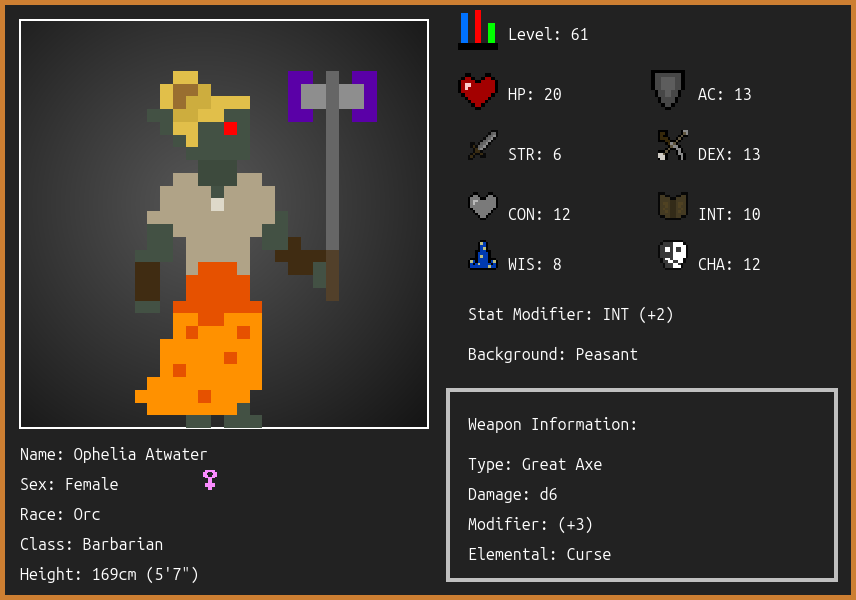 Level: 61
HP: 20
AC: 13
STR: 6
DEX: 13
CON: 12
INT: 10
WIS: 8
CHA: 12
Stat Modifier: INT (+2)
Background: Peasant
Weapon Information:
Type: Great Axe
Damage: d6
Modifier: (+3)
Elemental: Curse
Name: Ophelia Atwater
Sex: Female
Race: Orc
Class: Barbarian
Height: 169cm (5'7")